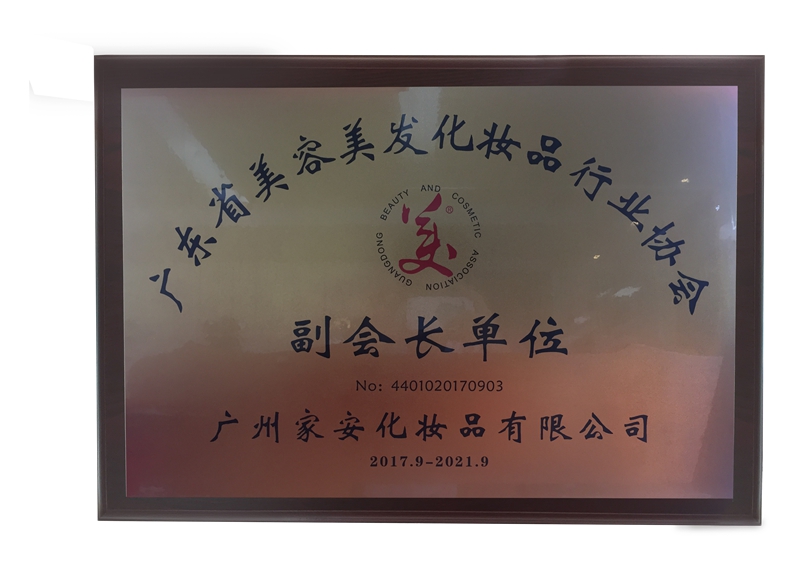 广东省美容美发化妆品行业协会
GUANGDONG BEAUTY AND COSMETIC ASSOCIATION
美®
副会长单位
No: 4401020170903
广州家安化妆品有限公司
2017.9-2021.9